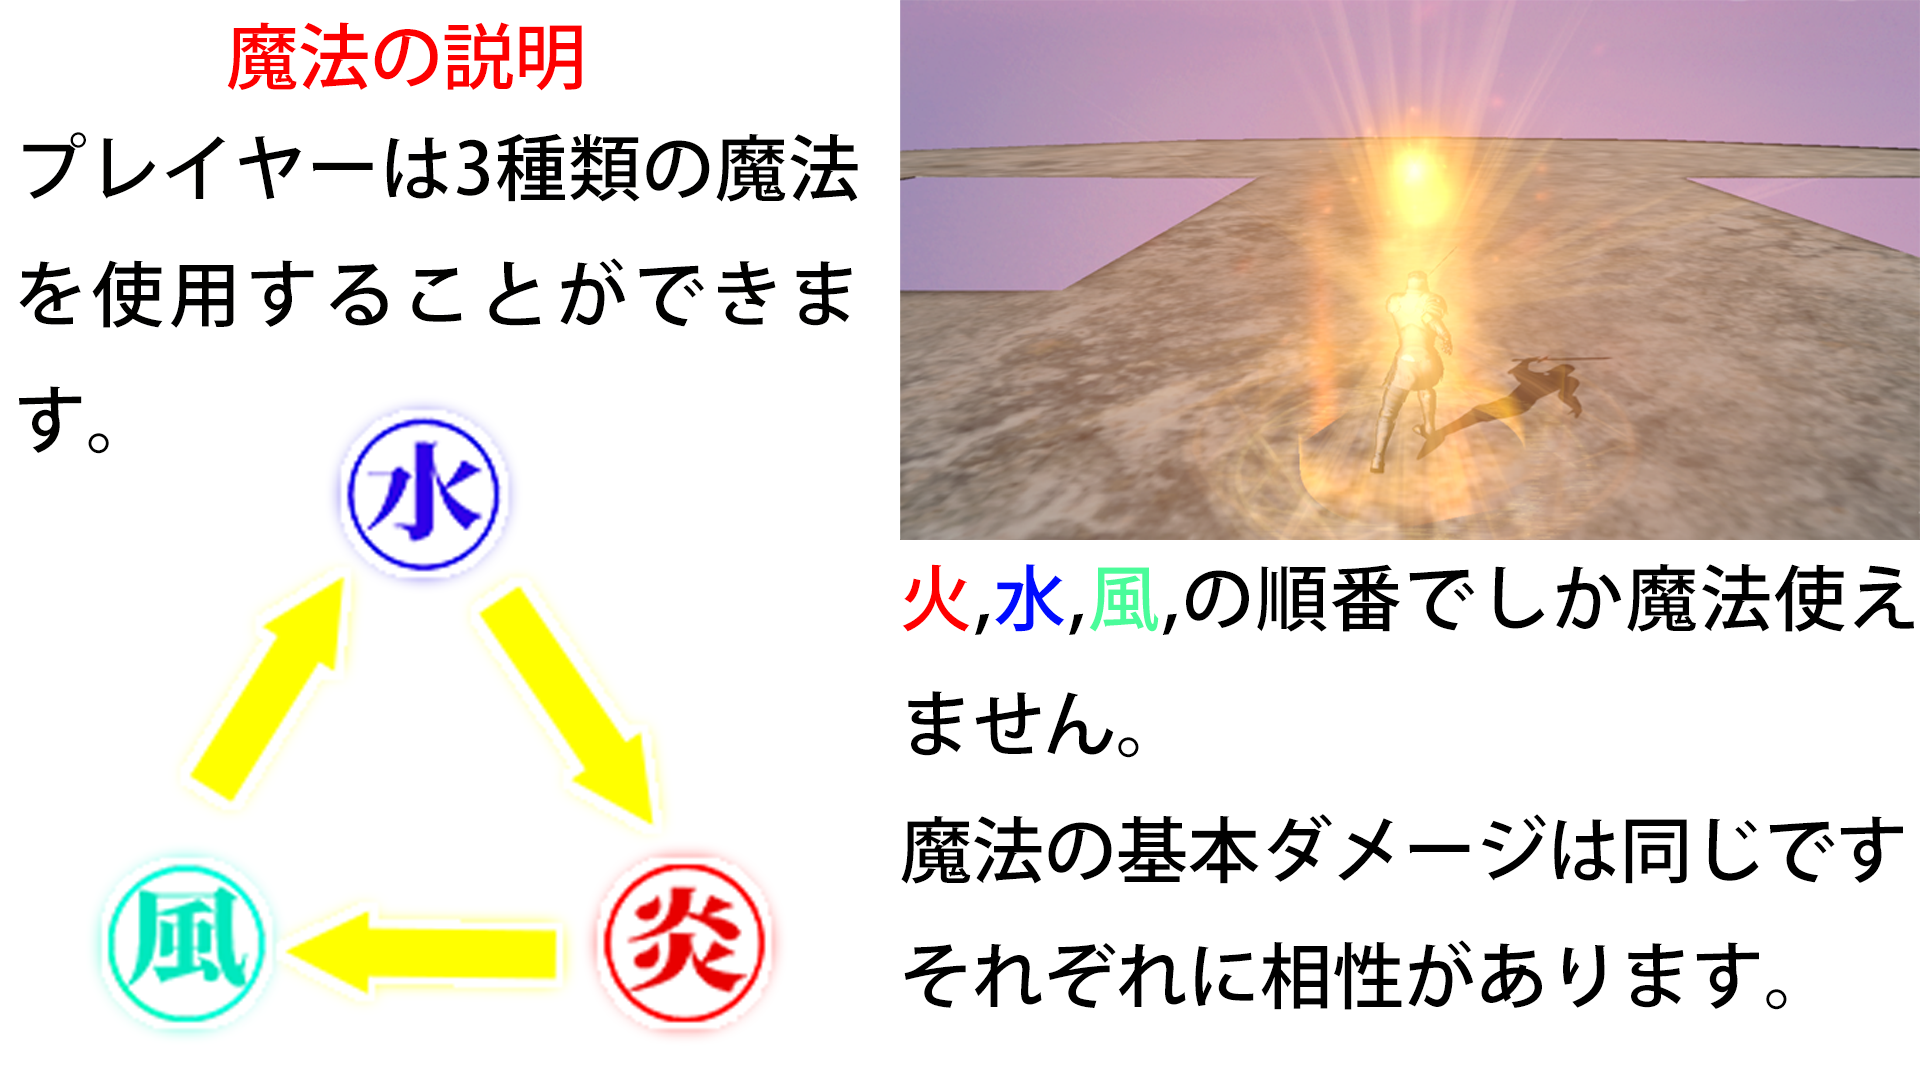 魔法の説明
プレイヤーは3種類の魔法
を使用することができま
す。
水
風
炎
火,水,風,の順番でしか魔法使え
ません。
魔法の基本ダメージは同じです
それぞれに相性があります。